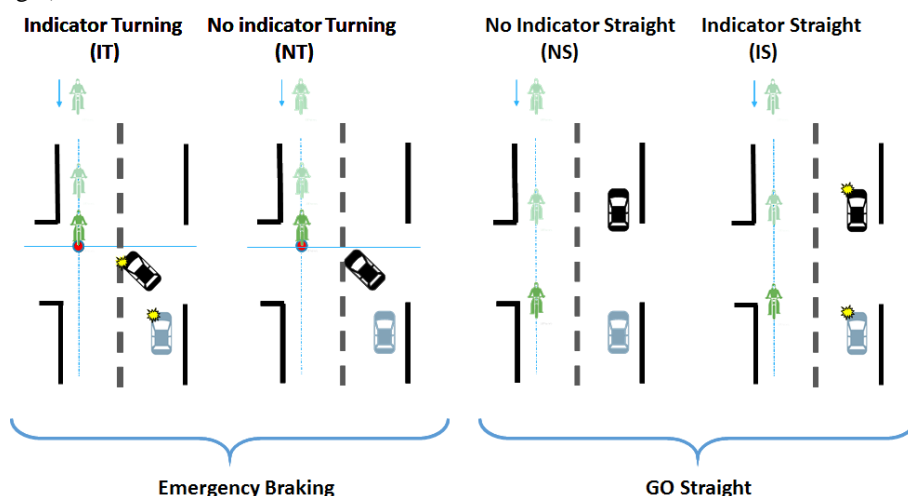 Indicator Turning
(IT)
No indicator Turning
(NT)
No Indicator Straight
(NS)
Indicator Straight
(IS)
Emergency Braking
GO Straight